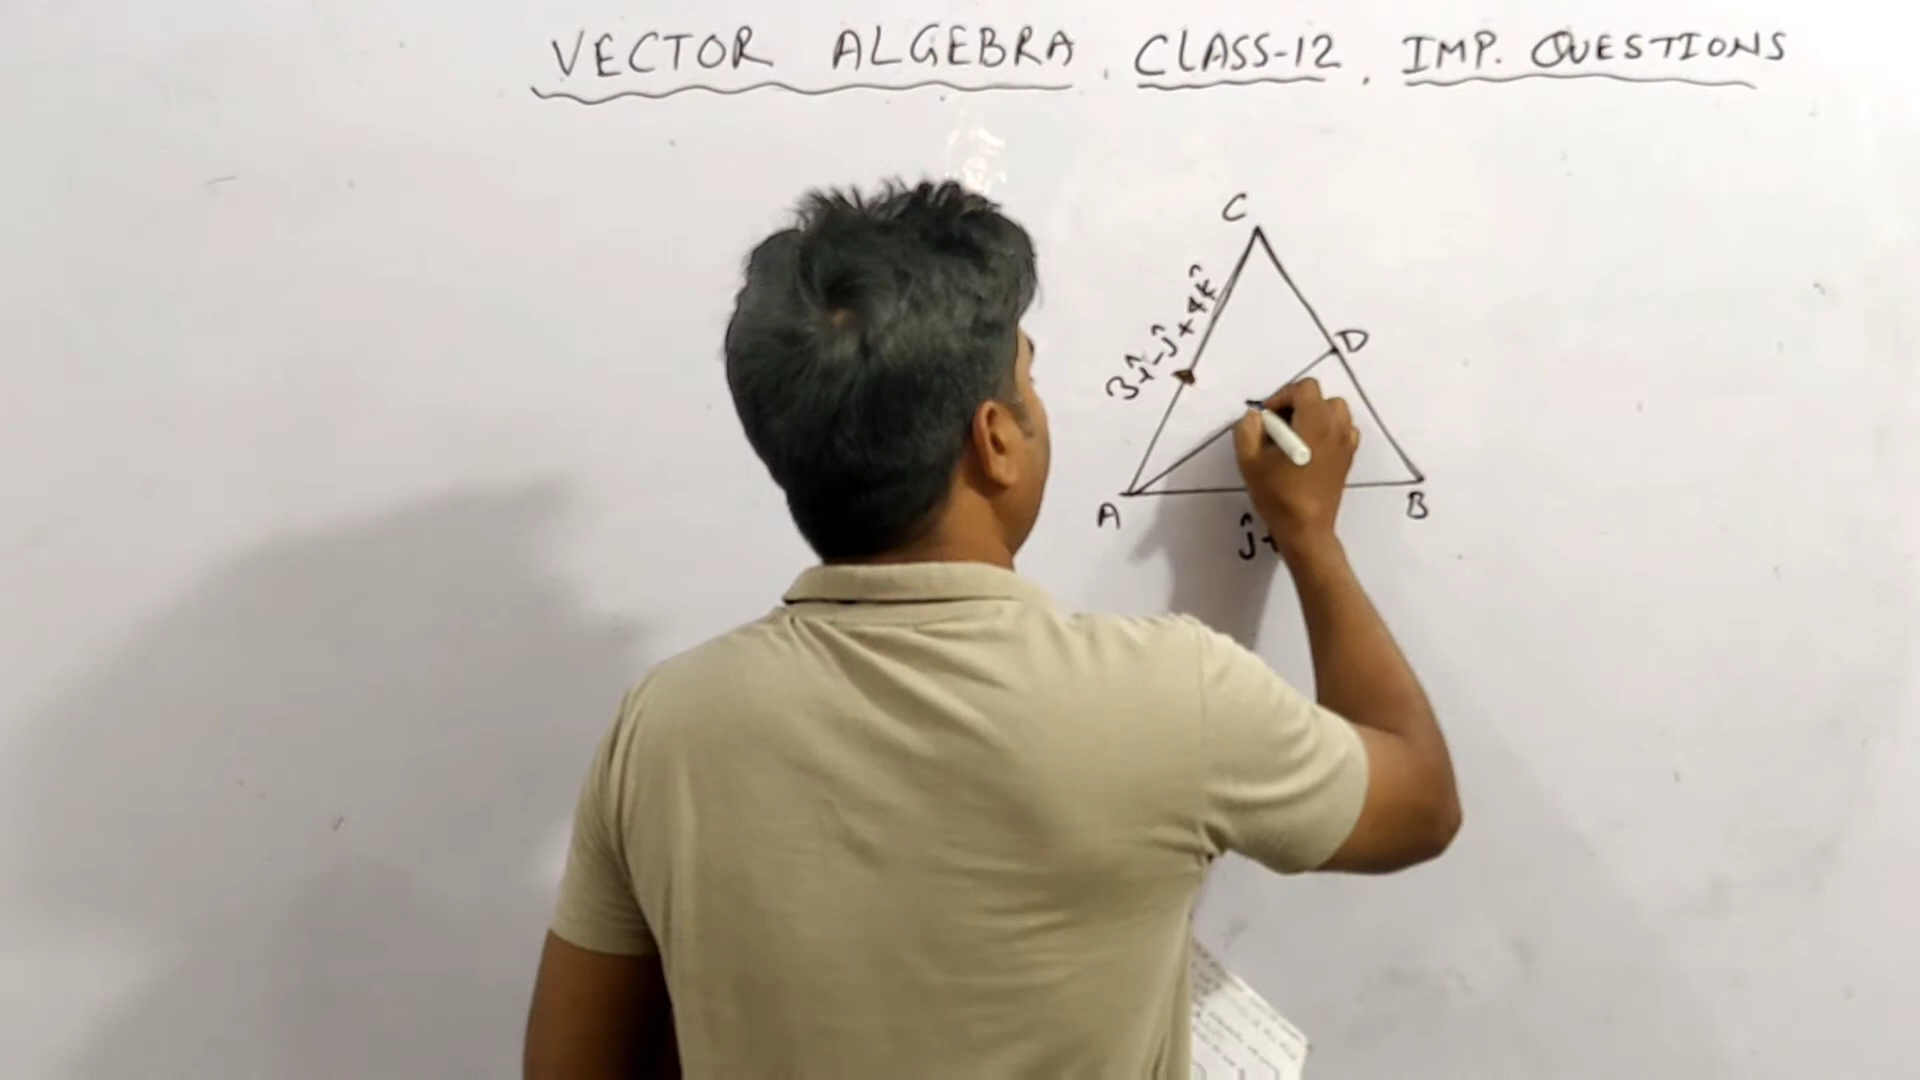 VECTOR ALGEBRA, CLASS-12, IMP. QUESTIONS
C
3î-ĵ+4k̂
D
A
B
ĵ+